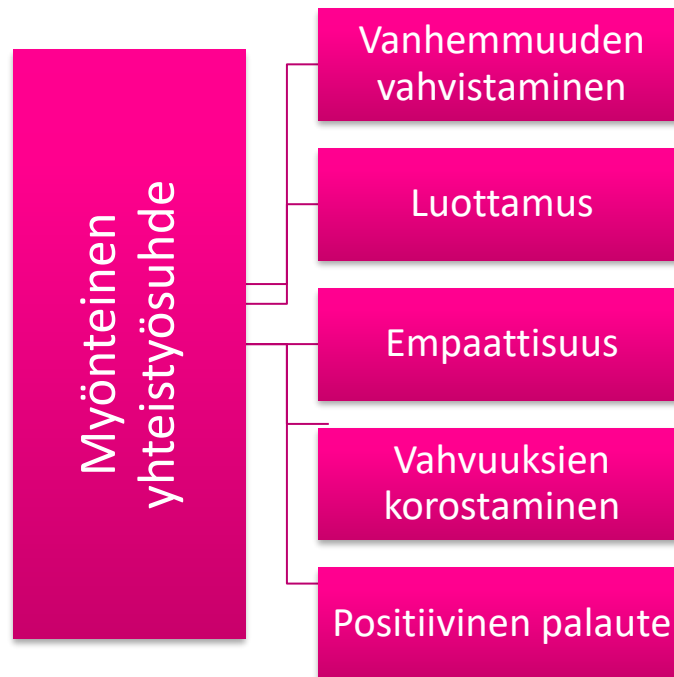 Myönteinen
yhteistyösuhde
Vanhemmuuden
vahvistaminen
Luottamus
Empaattisuus
Vahvuuksien
korostaminen
Positiivinen palaute